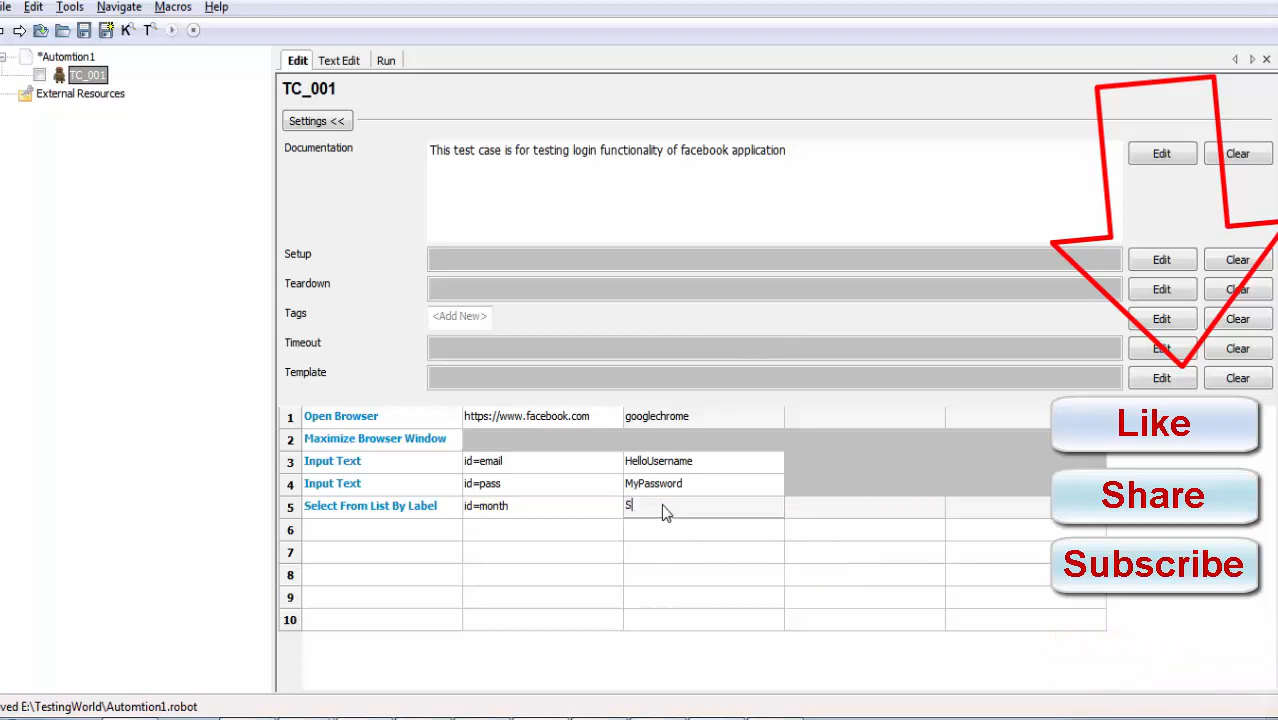 ile Edit Tools Navigate Macros Help
K T
*Automtion1
TC_001
External Resources
Edit Text Edit Run
TC_001
Settings <<
Documentation This test case is for testing login functionality of facebook application Edit Clear
Setup Edit Clear
Teardown Edit Clear
Tags <Add New> Edit Clear
Timeout Edit Clear
Template Edit Clear
1 Open Browser https://www.facebook.com googlechrome
2 Maximize Browser Window
3 Input Text id=email HelloUsername
4 Input Text id=pass MyPassword
5 Select From List By Label id=month S
6
7
8
9
10
Like
Share
Subscribe
ved E:\TestingWorld\Automtion1.robot